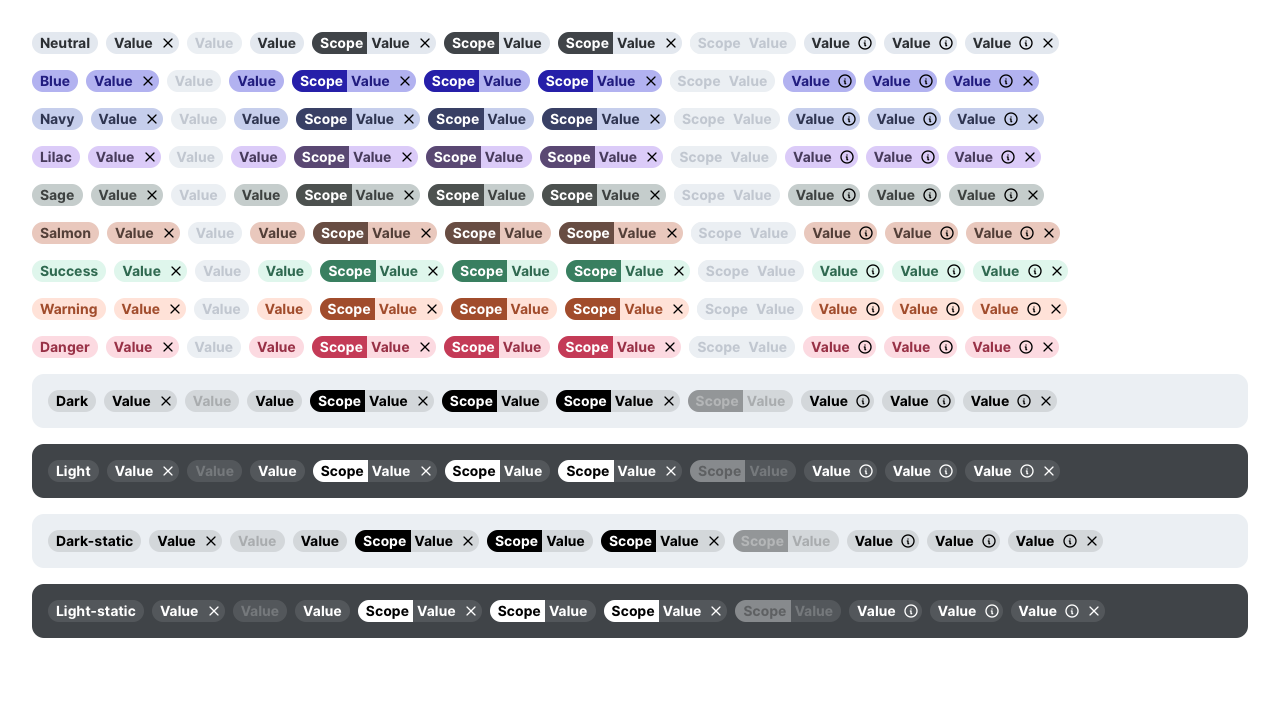 Neutral Value Value Value Scope Value Scope Value Scope Value Scope Value Value Value Value
Blue Value Value Value Scope Value Scope Value Scope Value Scope Value Value Value Value
Navy Value Value Value Scope Value Scope Value Scope Value Scope Value Value Value Value
Lilac Value Value Value Scope Value Scope Value Scope Value Scope Value Value Value Value
Sage Value Value Value Scope Value Scope Value Scope Value Scope Value Value Value Value
Salmon Value Value Value Scope Value Scope Value Scope Value Scope Value Value Value Value
Success Value Value Value Scope Value Scope Value Scope Value Scope Value Value Value Value
Warning Value Value Value Scope Value Scope Value Scope Value Scope Value Value Value Value
Danger Value Value Value Scope Value Scope Value Scope Value Scope Value Value Value Value
Dark Value Value Value Scope Value Scope Value Scope Value Scope Value Value Value Value
Light Value Value Value Scope Value Scope Value Scope Value Scope Value Value Value Value
Dark-static Value Value Value Scope Value Scope Value Scope Value Scope Value Value Value Value
Light-static Value Value Value Scope Value Scope Value Scope Value Scope Value Value Value Value